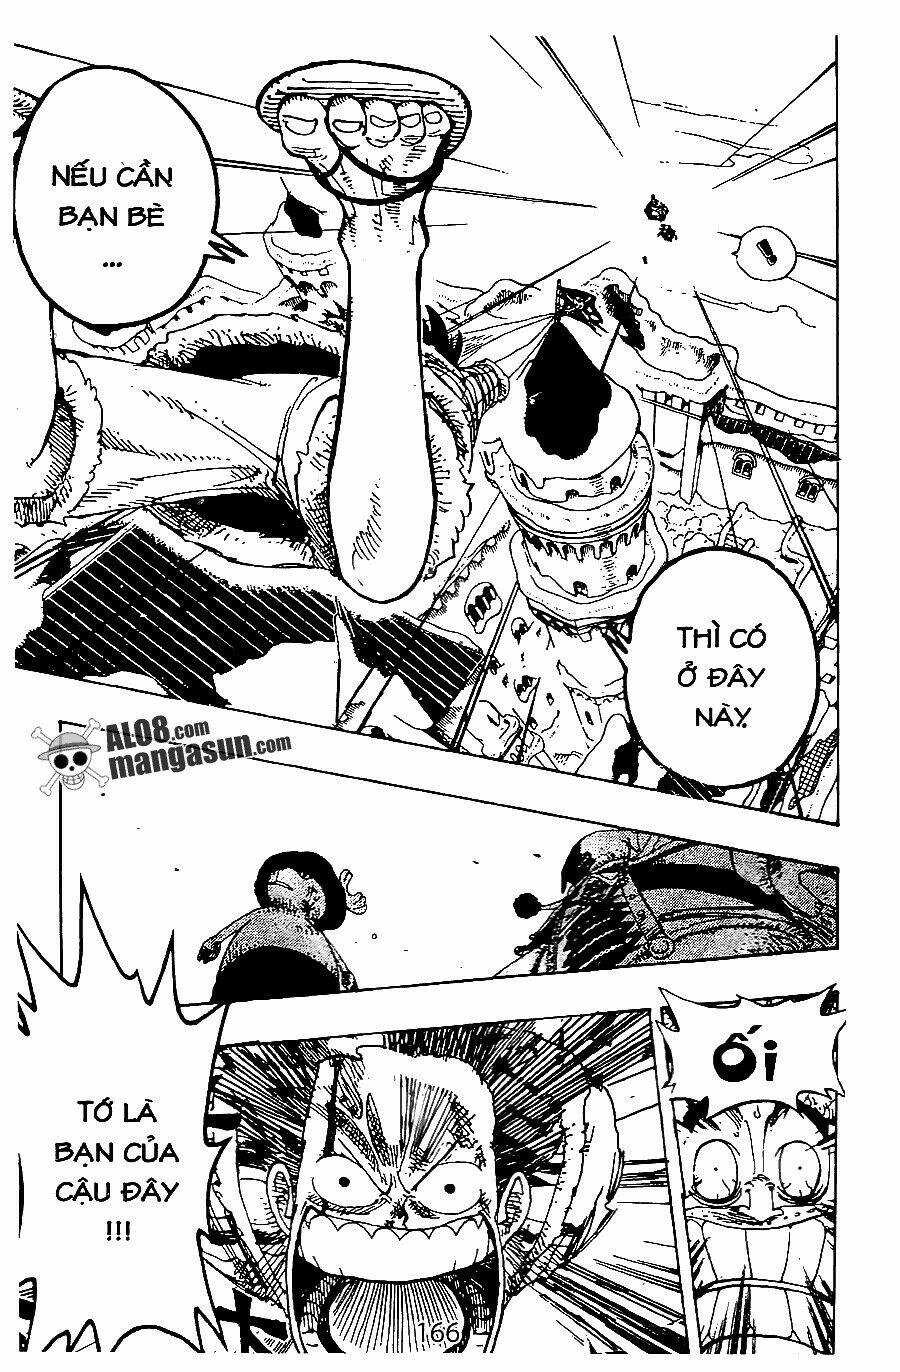 NẾU CẦN
BẠN BÈ
...
!
THÌ CÓ
Ở ĐÂY
NÀY.
AL08.com
mangasun.com
ỐI
TỚ LÀ
BẠN CỦA
CẬU ĐÂY
!!!
166